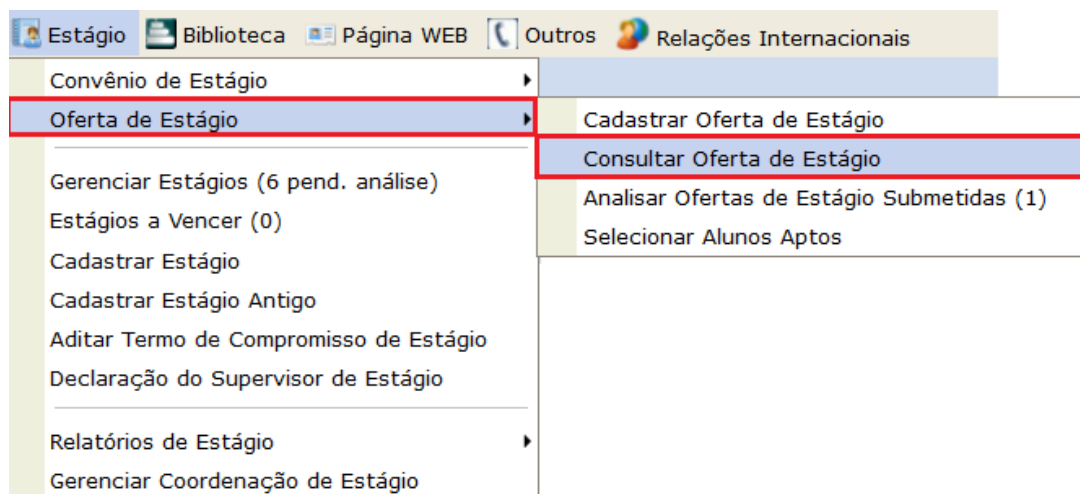 Estágio Biblioteca Página WEB Outros Relações Internacionais
Convênio de Estágio
Oferta de Estágio
Cadastrar Oferta de Estágio
Consultar Oferta de Estágio
Gerenciar Estágios (6 pend. análise)
Analisar Ofertas de Estágio Submetidas (1)
Estágios a Vencer (0)
Selecionar Alunos Aptos
Cadastrar Estágio
Cadastrar Estágio Antigo
Aditar Termo de Compromisso de Estágio
Declaração do Supervisor de Estágio
Relatórios de Estágio
Gerenciar Coordenação de Estágio